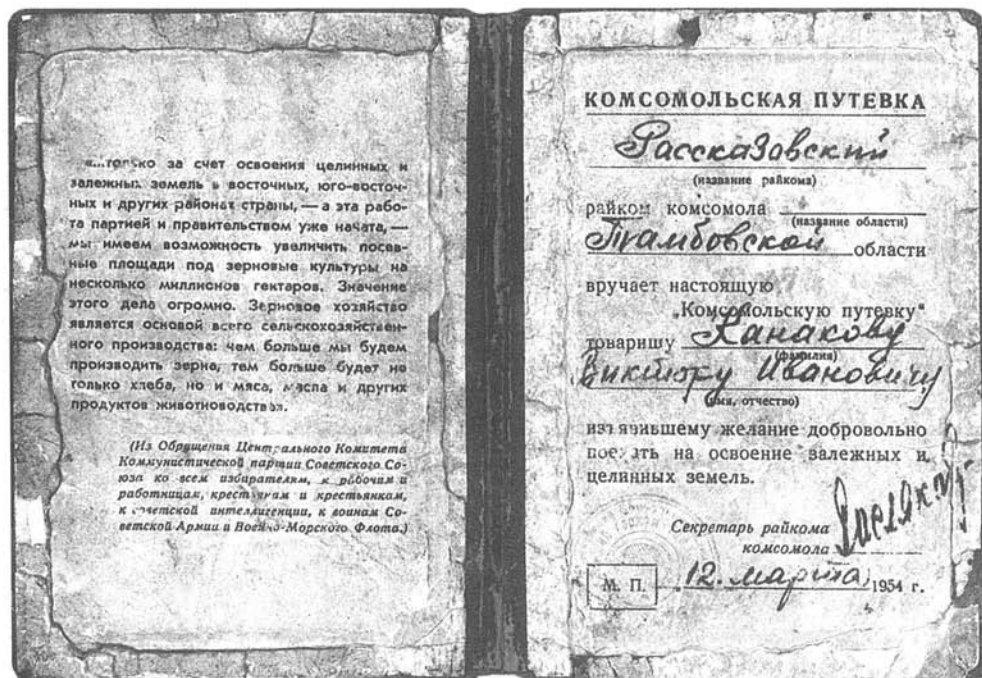 «...только за счет освоения целинных и
залежных земель в восточных, юго-восточ-
ных и других районах страны, — а эта рабо-
та партией и правительством уже начата, —
мы имеем возможность увеличить посев-
ные площади под зерновые культуры на
несколько миллионов гектаров. Значение
этого дела огромно. Зерновое хозяйство
является основой всего сельскохозяйствен-
ного производства: чем больше мы будем
производить зерна, тем больше будет не
только хлеба, но и мяса, масла и других
продуктов животноводства».
(Из Обращения Центрального Комитета
Коммунистической партии Советского Со-
юза ко всем избирателям, к рабочим и
работницам, крестьянам и крестьянкам,
к советской интеллигенции, к воинам Со-
ветской Армии и Военно-Морского Флота.)
КОМСОМОЛЬСКАЯ ПУТЕВКА
Рассказовский
(название райкома)
райком комсомола
(название области)
Тамбовской области
вручает настоящую
„Комсомольскую путевку“
товарищу Канакову
(фамилия)
Виктору Ивановичу
(имя, отчество)
изъявившему желание добровольно
поехать на освоение залежных и
целинных земель.
Секретарь райкома
комсомола
М. П. „12. марта 1954 г.